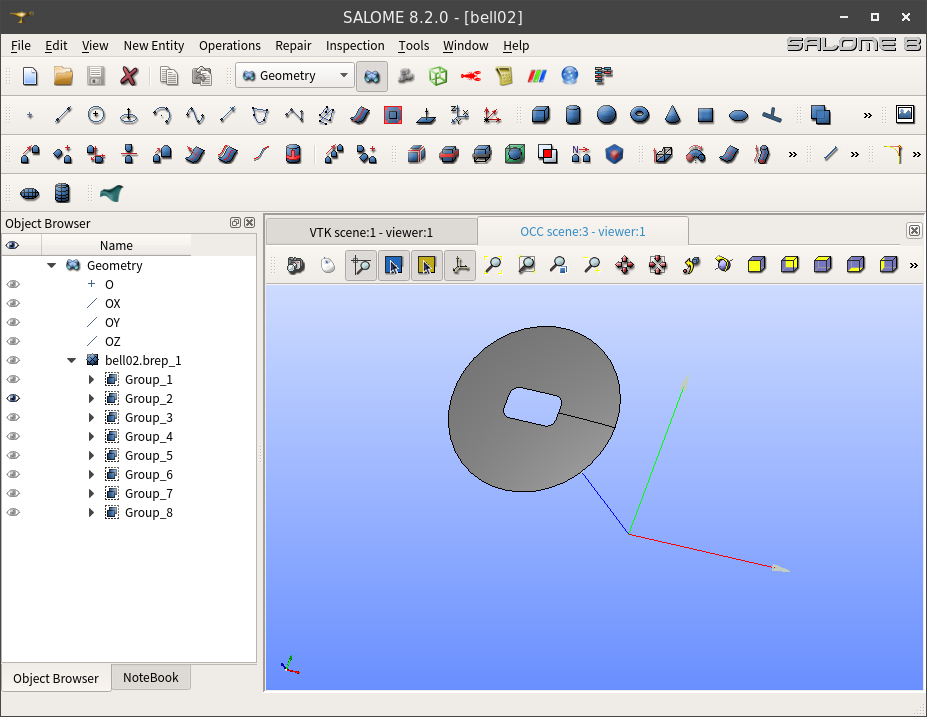 SALOME 8.2.0 - [bell02]
File Edit View New Entity Operations Repair Inspection Tools Window Help
SALOME 8
Geometry
Object Browser
VTK scene:1 - viewer:1 OCC scene:3 - viewer:1
Name
Geometry
O
OX
OY
OZ
bell02.brep_1
Group_1
Group_2
Group_3
Group_4
Group_5
Group_6
Group_7
Group_8
Object Browser NoteBook